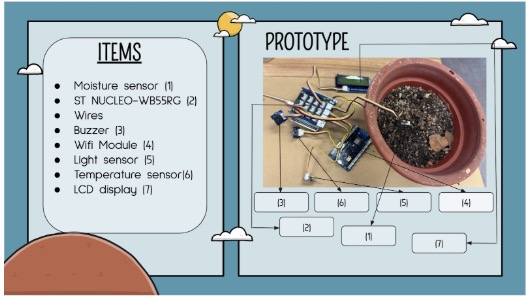 ITEMS
Moisture sensor (1)
ST NUCLEO-WB55RG (2)
Wires
Buzzer (3)
Wifi Module (4)
Light sensor (5)
Temperature sensor(6)
LCD display (7)
PROTOTYPE
(3)
(6)
(5)
(4)
(2)
(1)
(7)